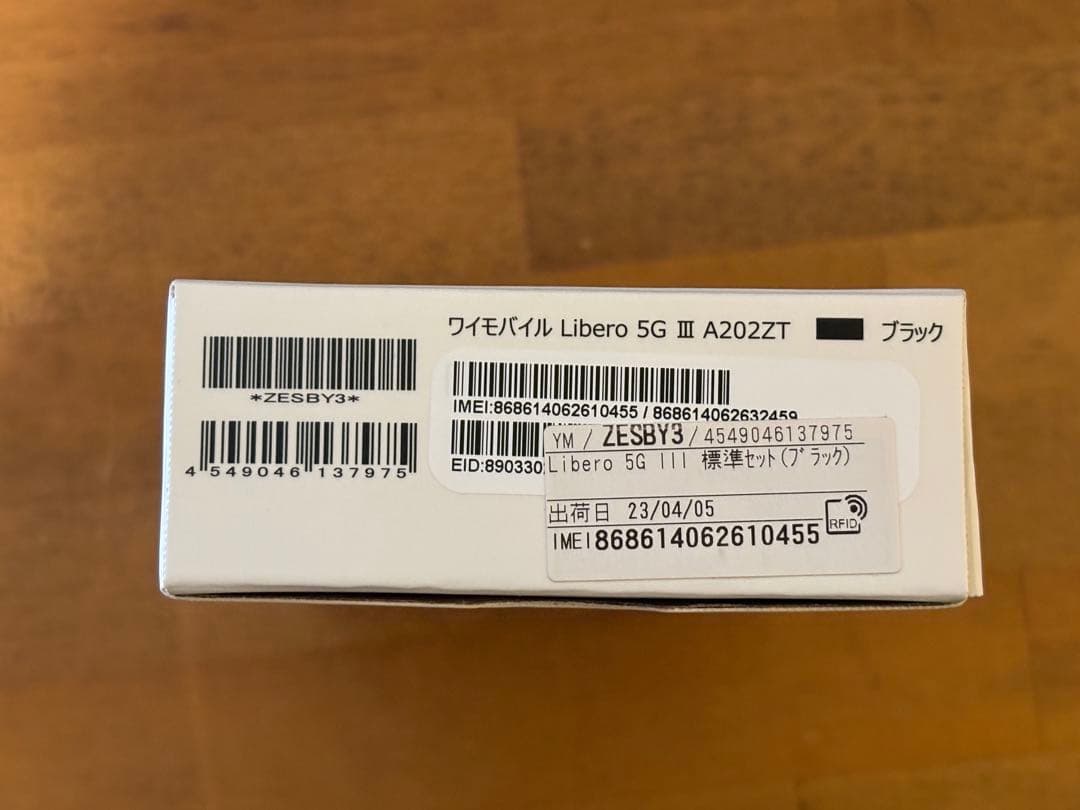 ワイモバイル Libero 5G Ⅲ A202ZT ブラック
*ZESBY3*
4 549046 137975
IMEI:868614062610455 / 868614062632459
EID:890330
YM / ZESBY3 / 4549046137975
Libero 5G III 標準セット(ブラック)
出荷日 23/04/05
IMEI 868614062610455
RFID